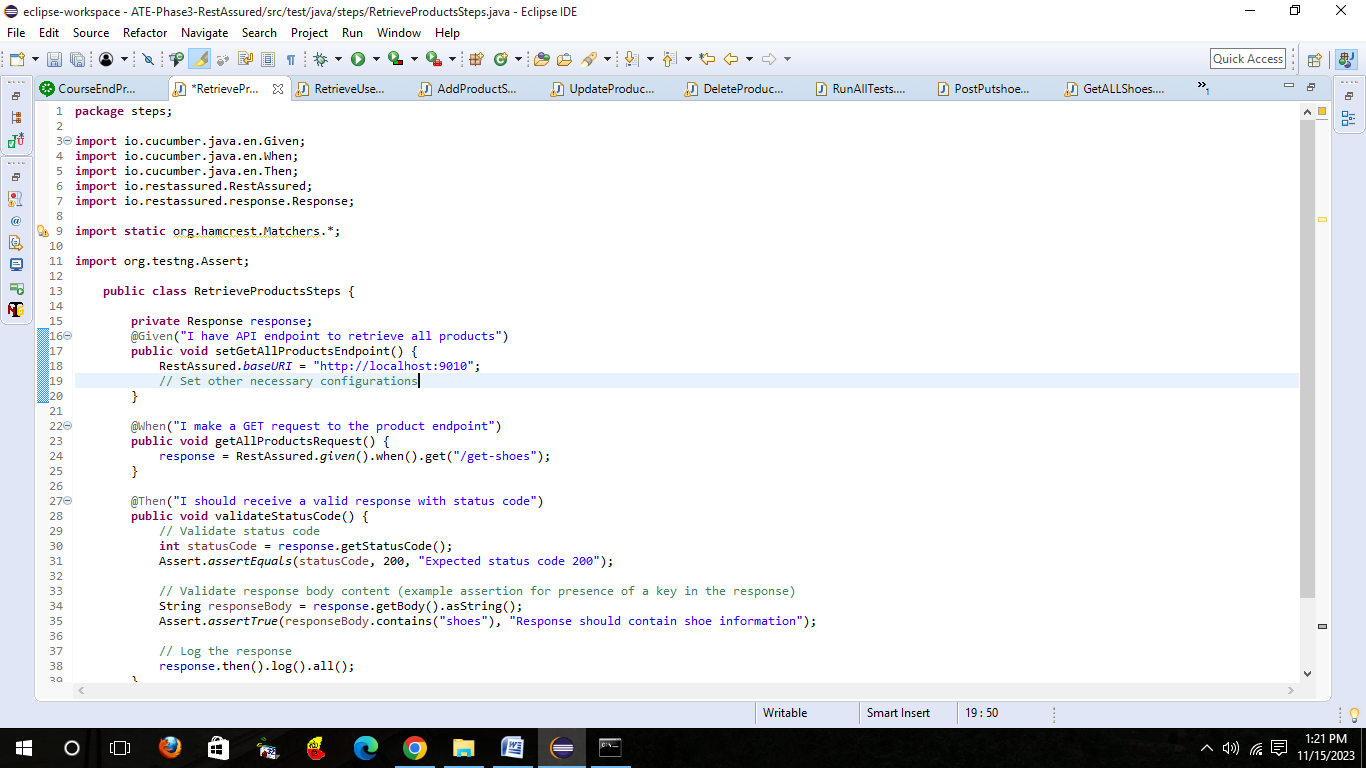 eclipse-workspace - ATE-Phase3-RestAssured/src/test/java/steps/RetrieveProductsSteps.java - Eclipse IDE
File Edit Source Refactor Navigate Search Project Run Window Help
Quick Access
CourseEndPr... *RetrievePr... RetrieveUse... AddProductS... UpdateProduc... DeleteProduc... RunAllTests.... PostPutshoe... GetALLShoes.... »1
1 package steps;
2
3 import io.cucumber.java.en.Given;
4 import io.cucumber.java.en.When;
5 import io.cucumber.java.en.Then;
6 import io.restassured.RestAssured;
7 import io.restassured.response.Response;
8
9 import static org.hamcrest.Matchers.*;
10
11 import org.testng.Assert;
12
13 public class RetrieveProductsSteps {
14
15 private Response response;
16 @Given("I have API endpoint to retrieve all products")
17 public void setGetAllProductsEndpoint() {
18 RestAssured.baseURI = "http://localhost:9010";
19 // Set other necessary configurations
20 }
21
22 @When("I make a GET request to the product endpoint")
23 public void getAllProductsRequest() {
24 response = RestAssured.given().when().get("/get-shoes");
25 }
26
27 @Then("I should receive a valid response with status code")
28 public void validateStatusCode() {
29 // Validate status code
30 int statusCode = response.getStatusCode();
31 Assert.assertEquals(statusCode, 200, "Expected status code 200");
32
33 // Validate response body content (example assertion for presence of a key in the response)
34 String responseBody = response.getBody().asString();
35 Assert.assertTrue(responseBody.contains("shoes"), "Response should contain shoe information");
36
37 // Log the response
38 response.then().log().all();
39 }
Writable Smart Insert 19 : 50
1:21 PM
11/15/2023